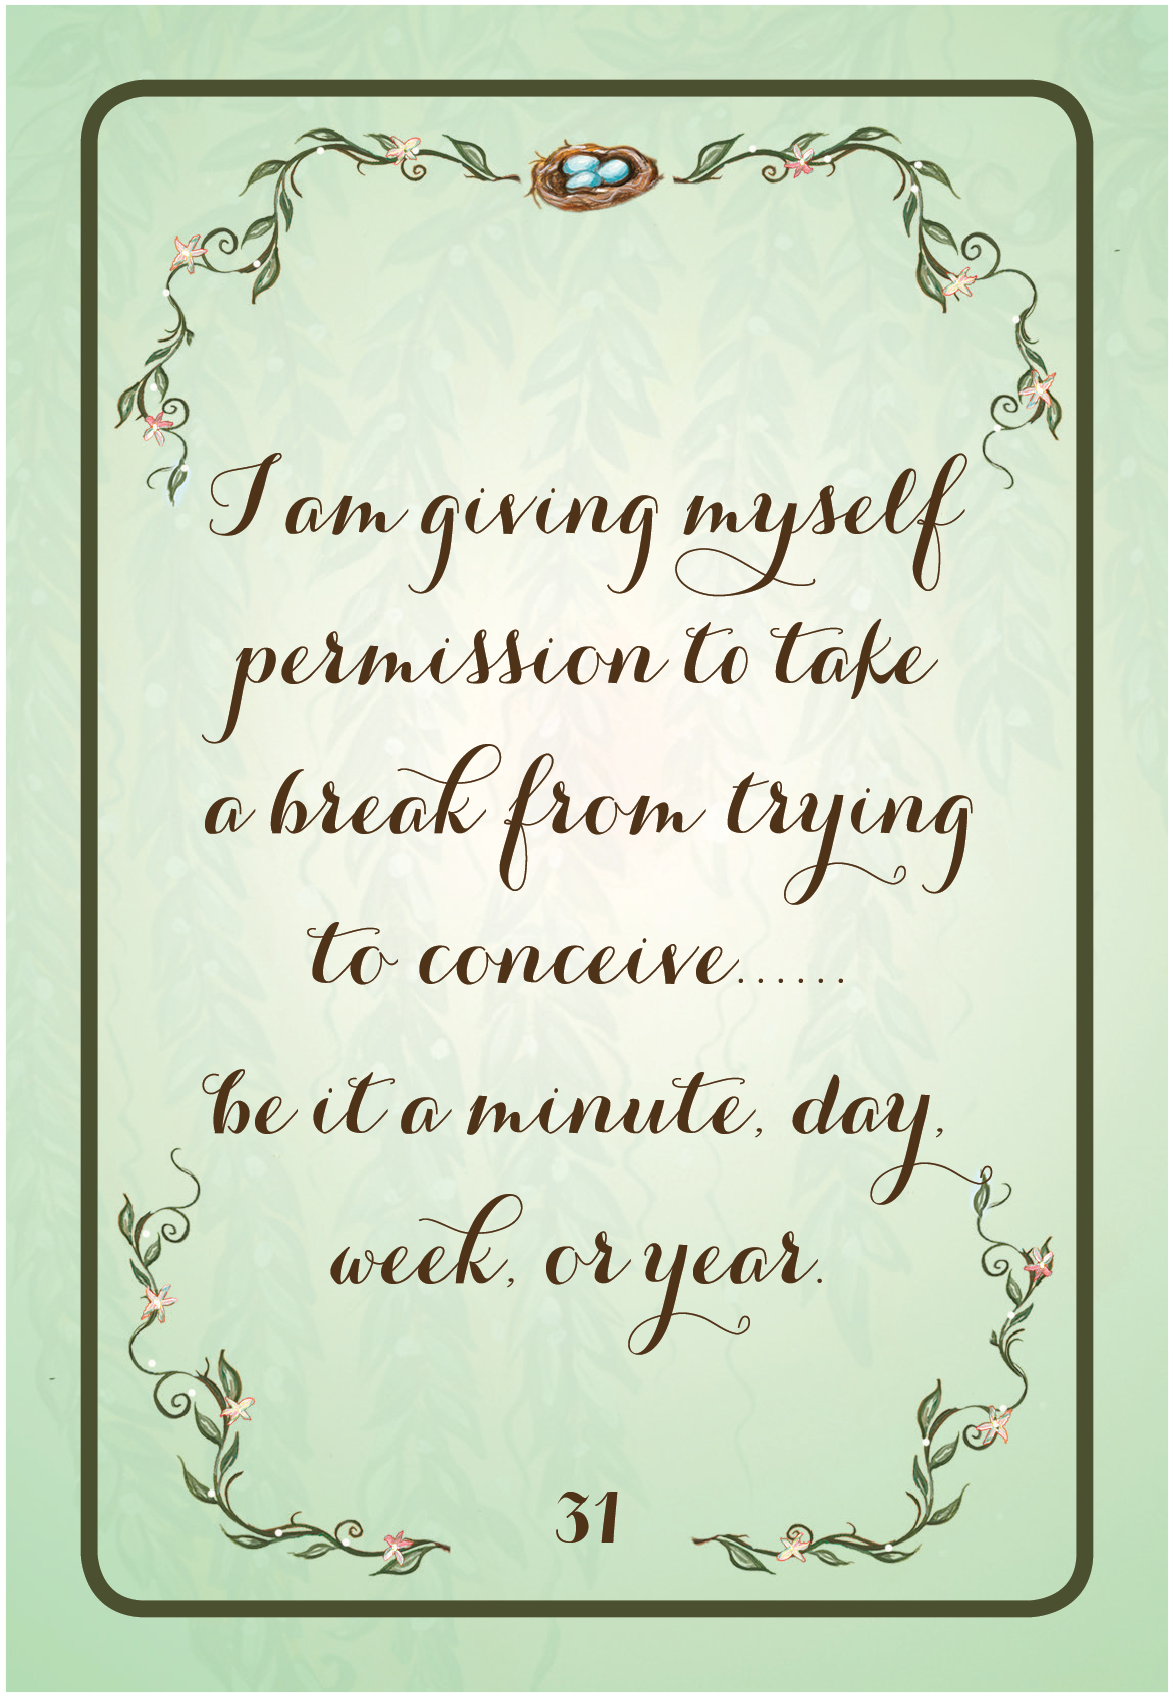 I am giving myself
permission to take
a break from trying
to conceive......
be it a minute, day,
week, or year.
31